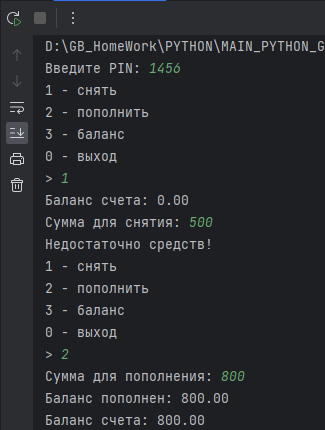 D:\GB_HomeWork\PYTHON\MAIN_PYTHON_G
Введите PIN: 1456
1 - снять
2 - пополнить
3 - баланс
0 - выход
> 1
Баланс счета: 0.00
Сумма для снятия: 500
Недостаточно средств!
1 - снять
2 - пополнить
3 - баланс
0 - выход
> 2
Сумма для пополнения: 800
Баланс пополнен: 800.00
Баланс счета: 800.00